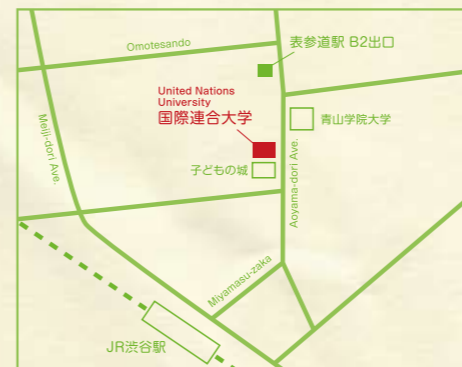 Omotesando
表参道駅 B2出口
United Nations
University
国際連合大学
青山学院大学
Meiji-dori Ave.
子どもの城
Aoyama-dori Ave.
Miyamasu-zaka
JR渋谷駅